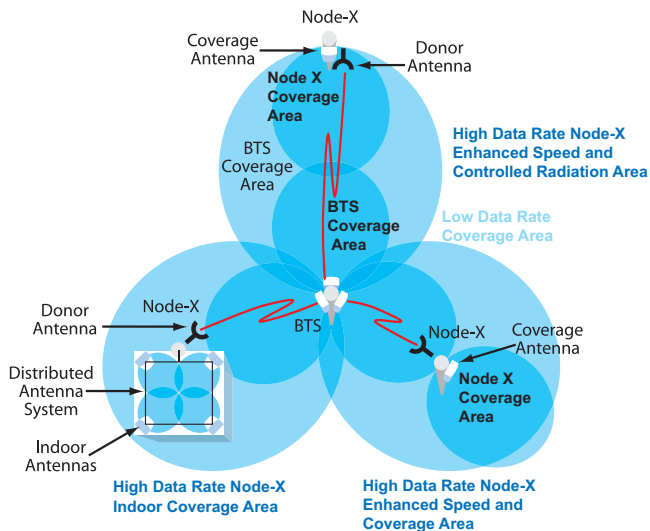 Node-X
Coverage
Antenna
Donor
Antenna
Node X
Coverage
Area
BTS
Coverage
Area
High Data Rate Node-X
Enhanced Speed and
Controlled Radiation Area
BTS
Coverage
Area
Low Data Rate
Coverage Area
Donor
Antenna
Node-X
BTS
Node-X
Coverage
Antenna
Distributed
Antenna
System
Node X
Coverage
Area
Indoor
Antennas
High Data Rate Node-X
Indoor Coverage Area
High Data Rate Node-X
Enhanced Speed and
Coverage Area